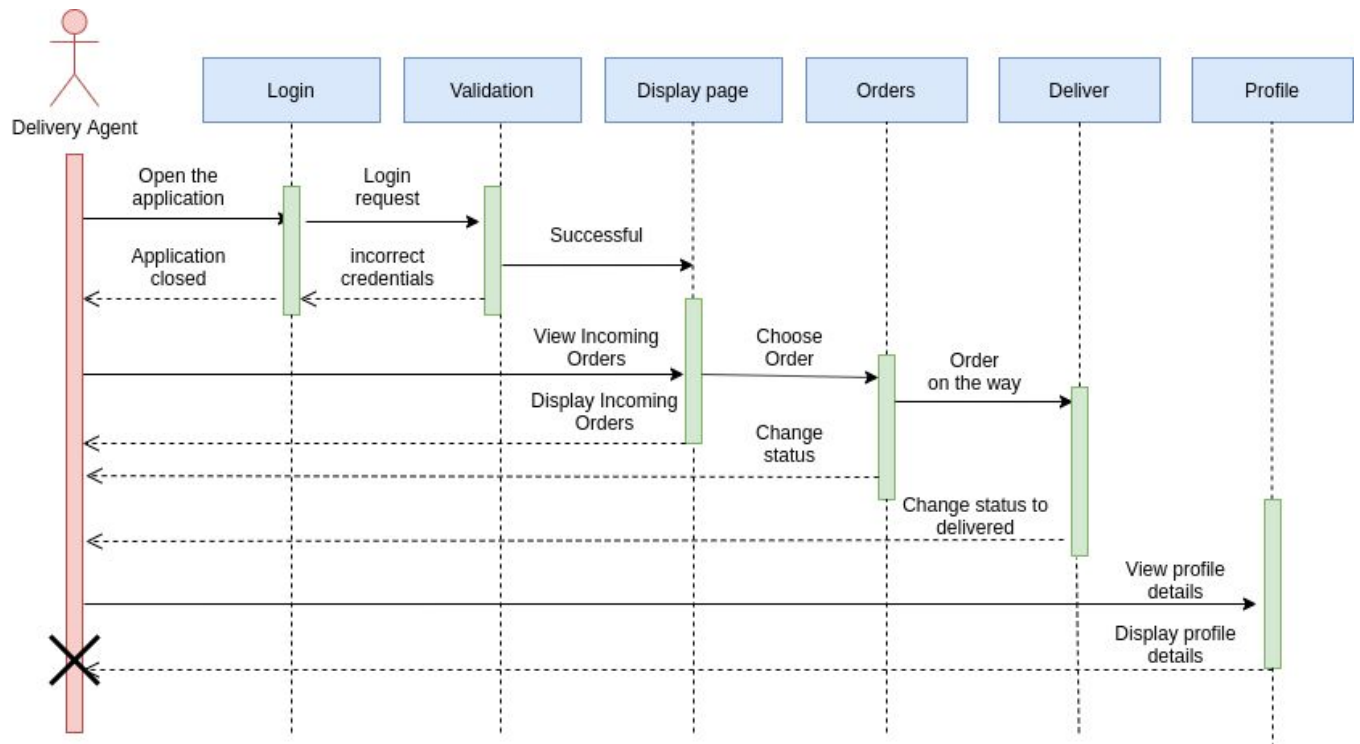 Login
Validation
Display page
Orders
Deliver
Profile
Delivery Agent
Open the
application
Login
request
Successful
Application
closed
incorrect
credentials
View Incoming
Orders
Choose
Order
Order
on the way
Display Incoming
Orders
Change
status
Change status to
delivered
View profile
details
Display profile
details